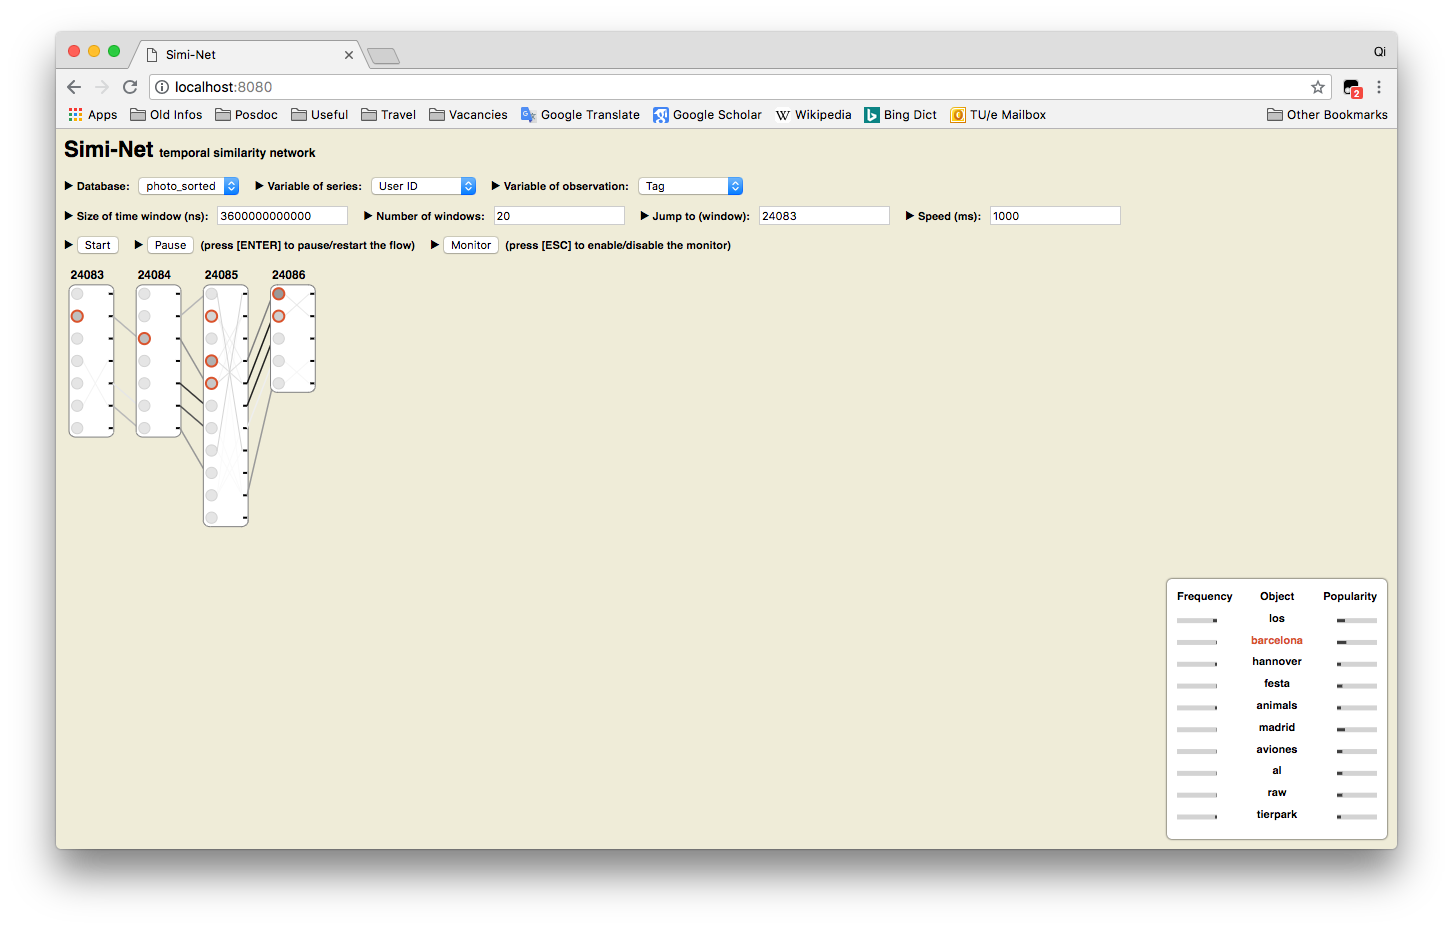 Simi-Net
Qi
localhost:8080
2
Apps Old Infos Posdoc Useful Travel Vacancies Google Translate Google Scholar W Wikipedia Bing Dict TU/e Mailbox Other Bookmarks
Simi-Net temporal similarity network
Database: photo_sorted Variable of series: User ID Variable of observation: Tag
Size of time window (ns): 3600000000000 Number of windows: 20 Jump to (window): 24083 Speed (ms): 1000
Start Pause (press [ENTER] to pause/restart the flow) Monitor (press [ESC] to enable/disable the monitor)
24083 24084 24085 24086
Frequency Object Popularity
los
barcelona
hannover
festa
animals
madrid
aviones
al
raw
tierpark